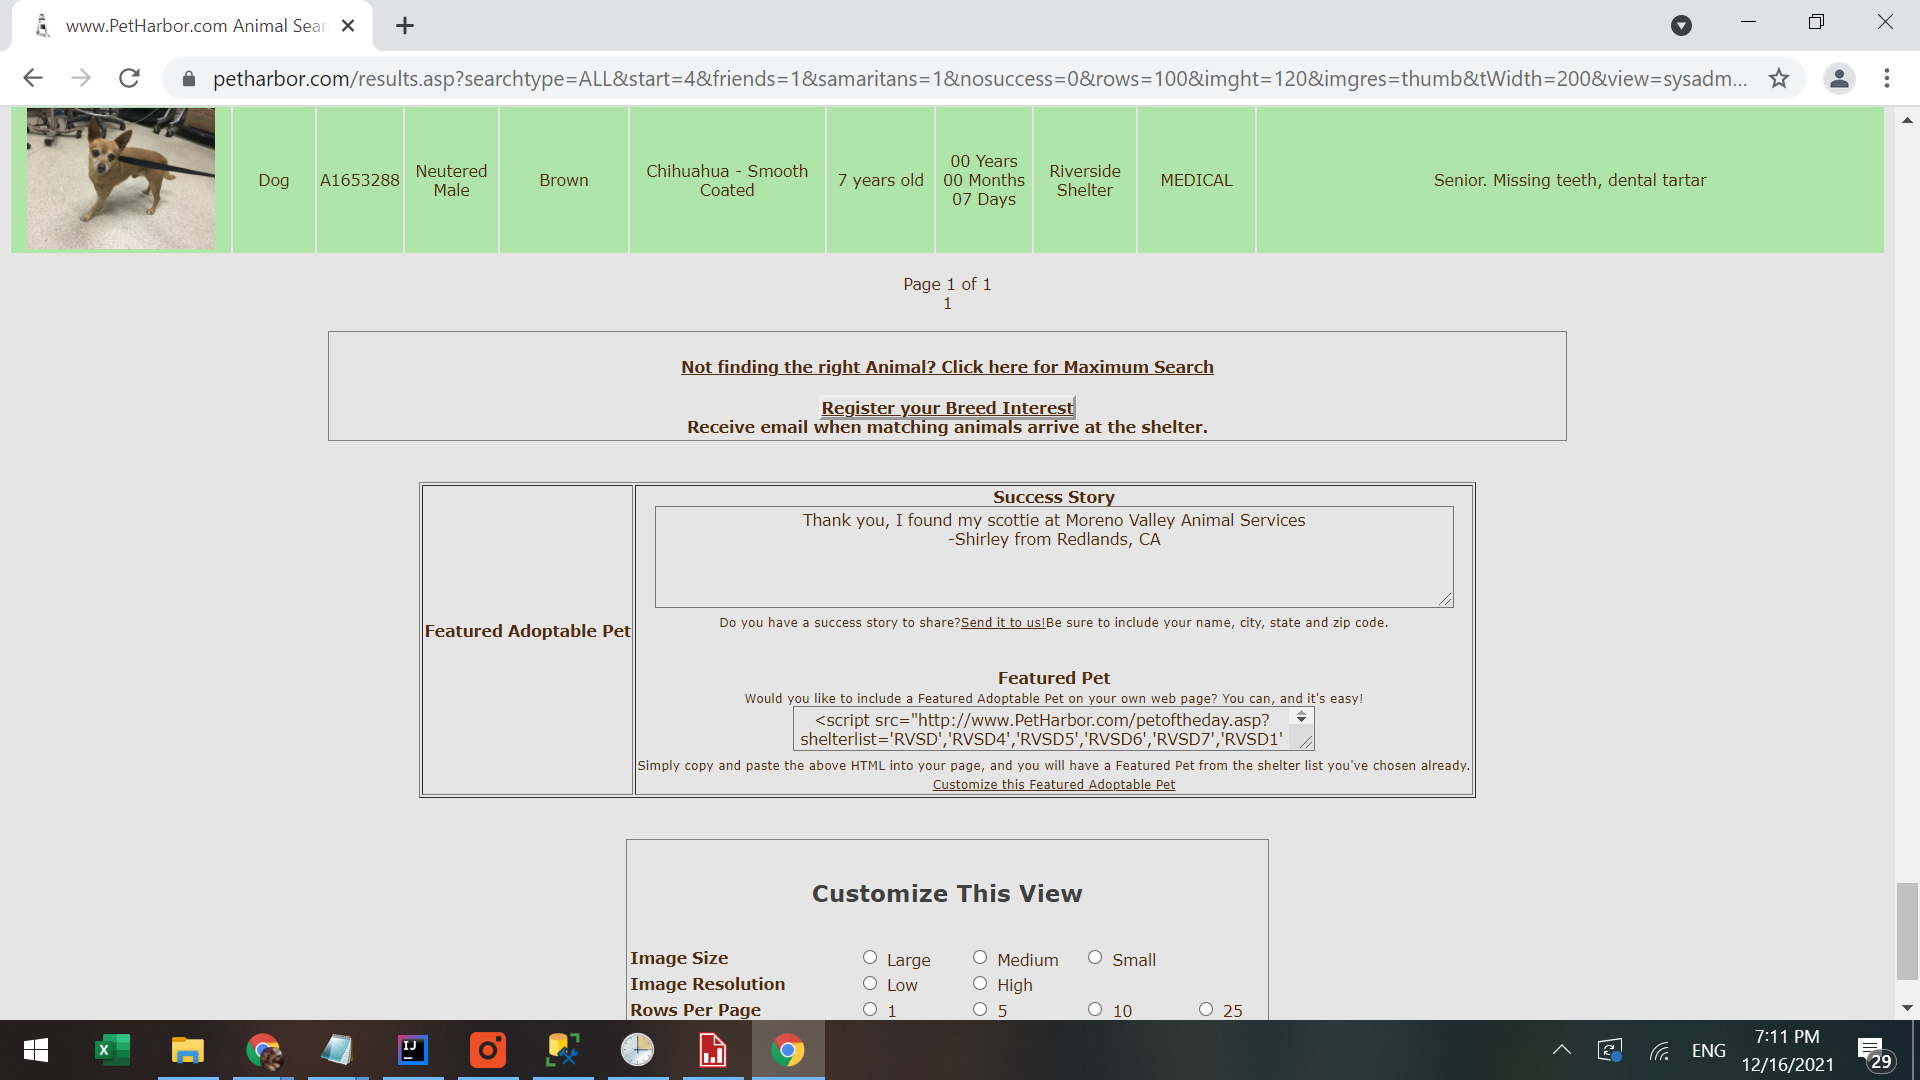 www.PetHarbor.com Animal Sear
petharbor.com/results.asp?searchtype=ALL&start=4&friends=1&samaritans=1&nosuccess=0&rows=100&imght=120&imgres=thumb&tWidth=200&view=sysadm...
Dog
A1653288
Neutered
Male
Brown
Chihuahua - Smooth
Coated
7 years old
00 Years
00 Months
07 Days
Riverside
Shelter
MEDICAL
Senior. Missing teeth, dental tartar
Page 1 of 1
1
Not finding the right Animal? Click here for Maximum Search
Register your Breed Interest
Receive email when matching animals arrive at the shelter.
Featured Adoptable Pet
Success Story
Thank you, I found my scottie at Moreno Valley Animal Services
-Shirley from Redlands, CA
Do you have a success story to share?Send it to us!Be sure to include your name, city, state and zip code.
Featured Pet
Would you like to include a Featured Adoptable Pet on your own web page? You can, and it's easy!
<script src="http://www.PetHarbor.com/petoftheday.asp?
shelterlist='RVSD','RVSD4','RVSD5','RVSD6','RVSD7','RVSD1'
Simply copy and paste the above HTML into your page, and you will have a Featured Pet from the shelter list you've chosen already.
Customize this Featured Adoptable Pet
Customize This View
Image Size Large Medium Small
Image Resolution Low High
Rows Per Page 1 5 10 25
ENG
7:11 PM
12/16/2021
29